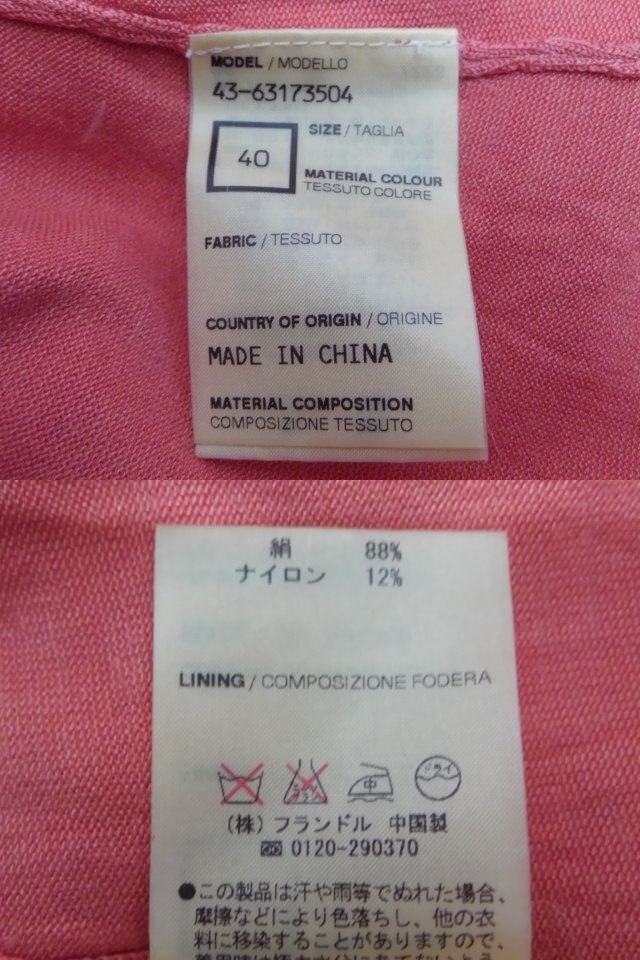 MODEL / MODELLO
43-63173504
SIZE / TAGLIA
40
MATERIAL COLOUR
TESSUTO COLORE
FABRIC / TESSUTO
COUNTRY OF ORIGIN / ORIGINE
MADE IN CHINA
MATERIAL COMPOSITION
COMPOSIZIONE TESSUTO
絹 88%
ナイロン 12%
LINING / COMPOSIZIONE FODERA
中
ドライ
(株) フランドル 中国製
0120-290370
●この製品は汗や雨等でぬれた場合、
摩擦などにより色落ちし、他の衣
料に移染することがありますので、